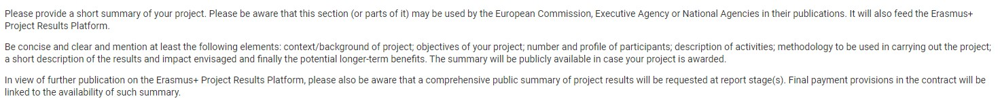 Please provide a short summary of your project. Please be aware that this section (or parts of it) may be used by the European Commission, Executive Agency or National Agencies in their publications. It will also feed the Erasmus+
Project Results Platform.
Be concise and clear and mention at least the following elements: context/background of project; objectives of your project; number and profile of participants; description of activities; methodology to be used in carrying out the project;
a short description of the results and impact envisaged and finally the potential longer-term benefits. The summary will be publicly available in case your project is awarded.
In view of further publication on the Erasmus+ Project Results Platform, please also be aware that a comprehensive public summary of project results will be requested at report stage(s). Final payment provisions in the contract will be
linked to the availability of such summary.